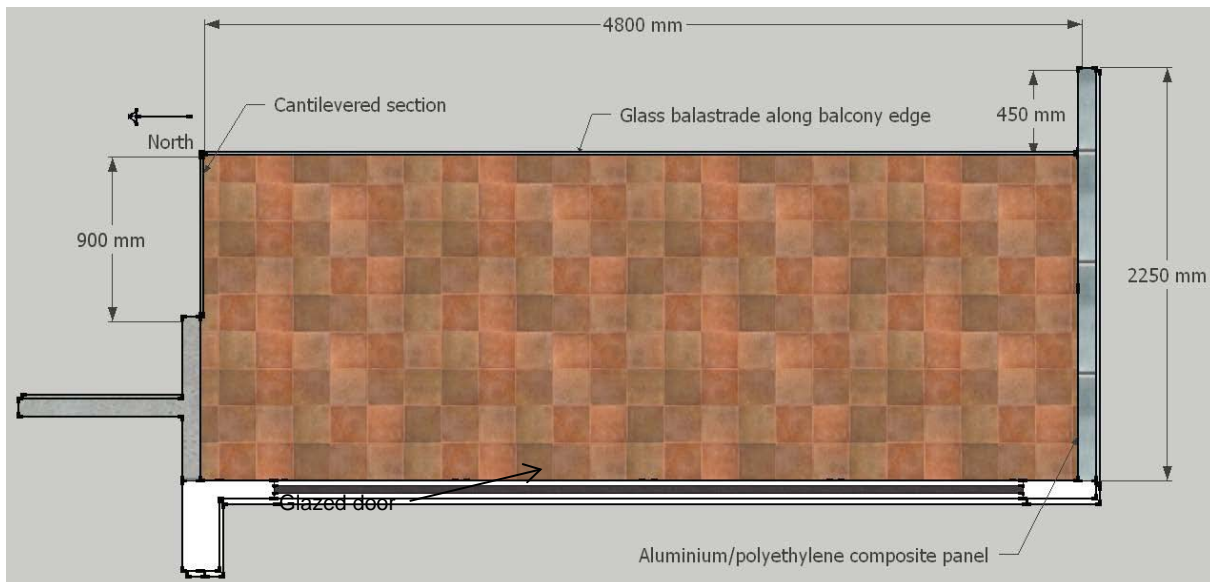 4800 mm
Cantilevered section
Glass balastrade along balcony edge
450 mm
North
900 mm
2250 mm
Glazed door
Aluminium/polyethylene composite panel